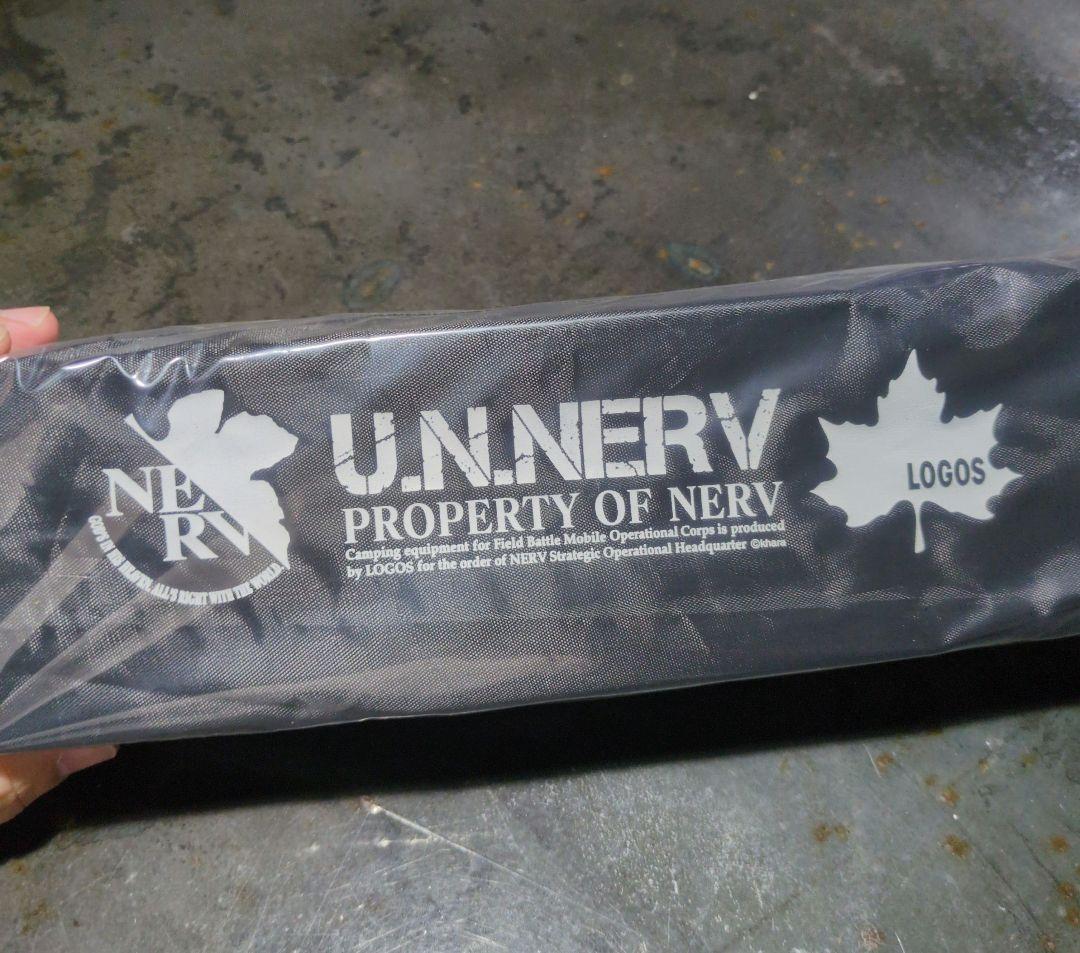 NERV
GOD'S IN HIS HEAVEN. ALL'S RIGHT WITH THE WORLD
U.N.NERV
PROPERTY OF NERV
Camping equipment for Field Battle Mobile Operational Corps is produced
by LOGOS for the order of NERV Strategic Operational Headquarter ©khara
LOGOS